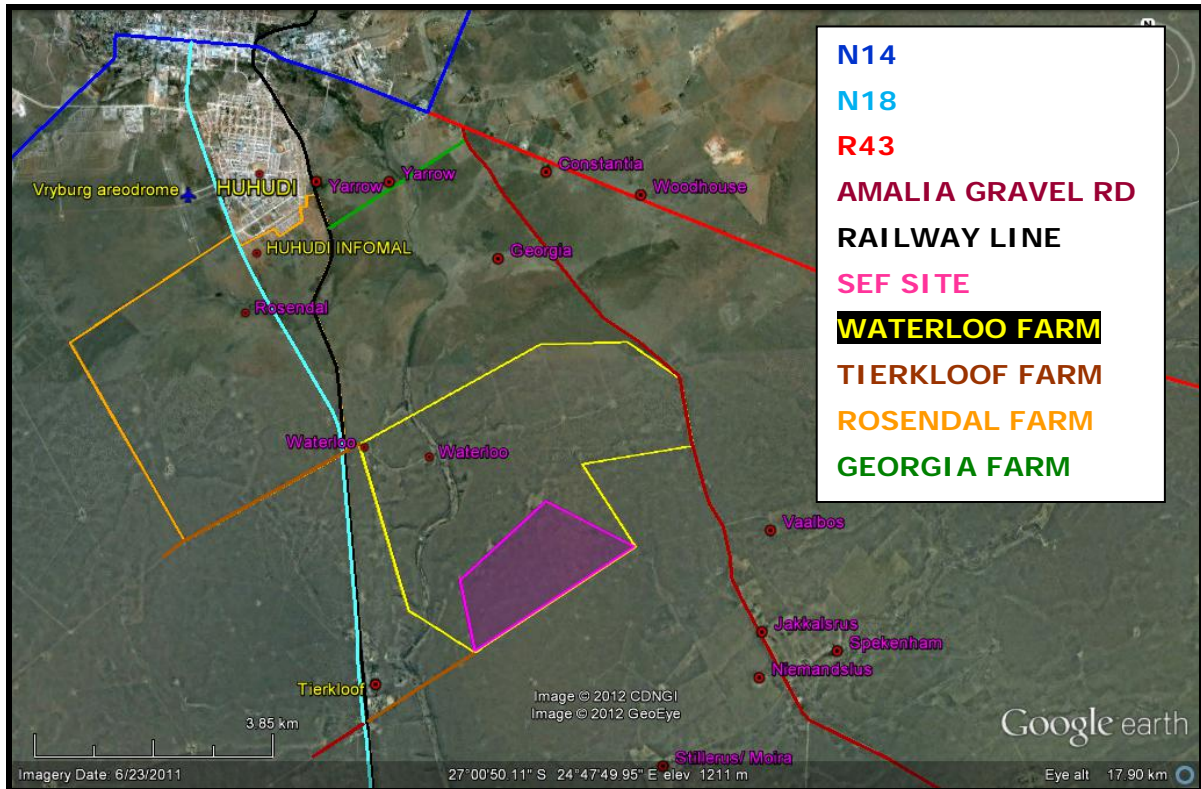 N
N14
N18
R43
AMALIA GRAVEL RD
RAILWAY LINE
SEF SITE
WATERLOO FARM
TIERKLOOF FARM
ROSENDAL FARM
GEORGIA FARM
Constantia
Yarrow
Yarrow
Woodhouse
Vryburg areodrome
HUHUDI
HUHUDI INFOMAL
Georgia
Rosendal
Waterloo
Waterloo
Vaalbos
Jakkalsrus
Spekenham
Niemandslus
Tierkloof
Image © 2012 CDNGI
Image © 2012 GeoEye
3.85 km
Google earth
Stillerus/ Moira
Imagery Date: 6/23/2011
27°00'50.11" S 24°47'49.95" E elev 1211 m
Eye alt 17.90 km